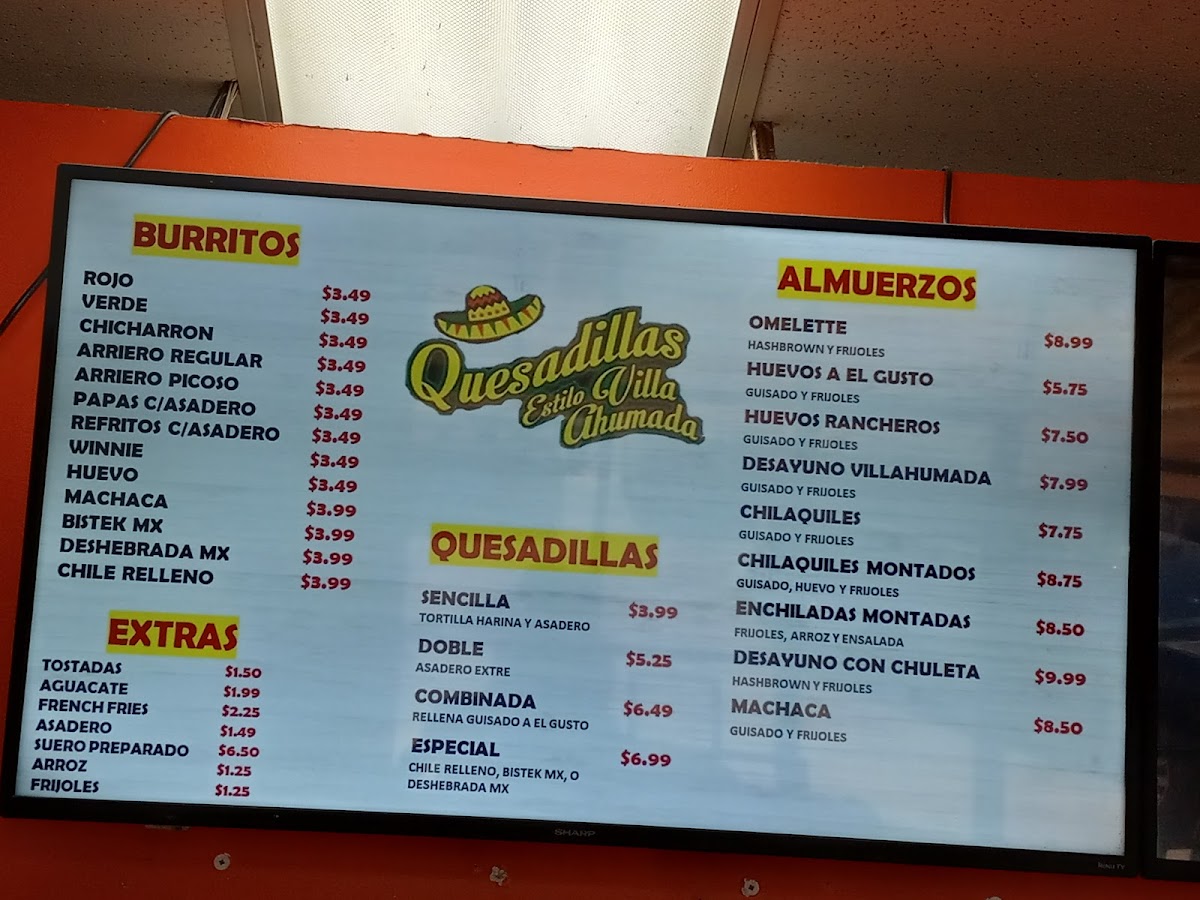 BURRITOS
ROJO $3.49
VERDE $3.49
CHICHARRON $3.49
ARRIERO REGULAR $3.49
ARRIERO PICOSO $3.49
PAPAS C/ASADERO $3.49
REFRITOS C/ASADERO $3.49
WINNIE $3.49
HUEVO $3.49
MACHACA $3.99
BISTEK MX $3.99
DESHEBRADA MX $3.99
CHILE RELLENO $3.99
EXTRAS
TOSTADAS $1.50
AGUACATE $1.99
FRENCH FRIES $2.25
ASADERO $1.49
SUERO PREPARADO $6.50
ARROZ $1.25
FRIJOLES $1.25
Quesadillas
Estilo Villa
Ahumada
QUESADILLAS
SENCILLA $3.99
TORTILLA HARINA Y ASADERO
DOBLE $5.25
ASADERO EXTRE
COMBINADA $6.49
RELLENA GUISADO A EL GUSTO
ESPECIAL $6.99
CHILE RELLENO, BISTEK MX, O
DESHEBRADA MX
ALMUERZOS
OMELETTE $8.99
HASHBROWN Y FRIJOLES
HUEVOS A EL GUSTO $5.75
GUISADO Y FRIJOLES
HUEVOS RANCHEROS $7.50
GUISADO Y FRIJOLES
DESAYUNO VILLAHUMADA $7.99
GUISADO Y FRIJOLES
CHILAQUILES $7.75
GUISADO Y FRIJOLES
CHILAQUILES MONTADOS $8.75
GUISADO, HUEVO Y FRIJOLES
ENCHILADAS MONTADAS $8.50
FRIJOLES, ARROZ Y ENSALADA
DESAYUNO CON CHULETA $9.99
HASHBROWN Y FRIJOLES
MACHACA $8.50
GUISADO Y FRIJOLES
SHARP
Roku TV